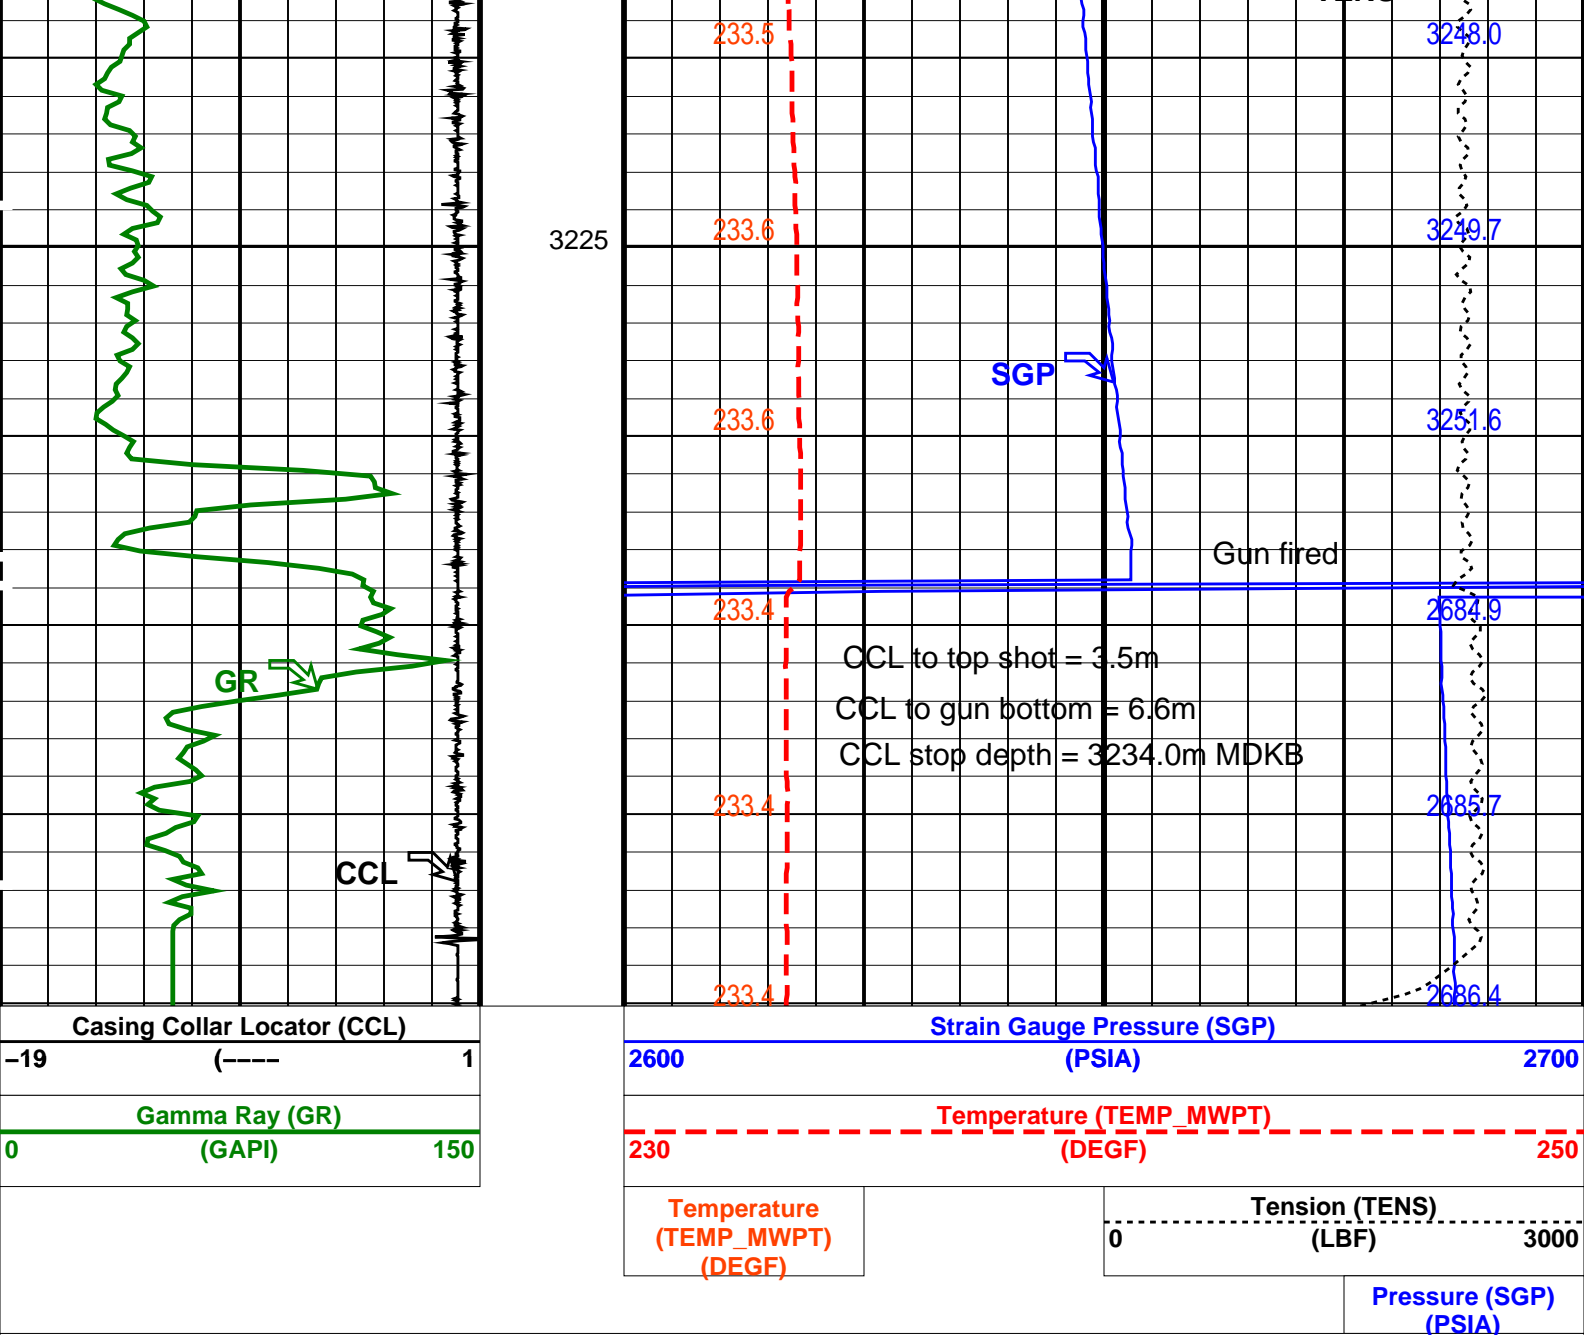 233.5
3248.0
3225
233.6
3249.7
SGP
233.6
3251.6
Gun fired
233.4
2684.9
CCL to top shot = 3.5m
GR
CCL to gun bottom = 6.6m
CCL stop depth = 3234.0m MDKB
233.4
2685.7
CCL
233.4
2686.4
Casing Collar Locator (CCL)
–19 (–––– 1
Strain Gauge Pressure (SGP)
2600 (PSIA) 2700
Gamma Ray (GR)
0 (GAPI) 150
Temperature (TEMP_MWPT)
230 (DEGF) 250
Temperature
(TEMP_MWPT)
(DEGF)
Tension (TENS)
0 (LBF) 3000
Pressure (SGP)
(PSIA)